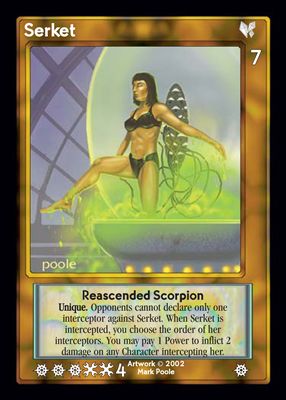 Serket
7
poole
Reascended Scorpion
Unique. Opponents cannot declare only one
interceptor against Serket. When Serket is
intercepted, you choose the order of her
interceptors. You may pay 1 Power to inflict 2
damage on any Character intercepting her.
4
Artwork © 2002
Mark Poole